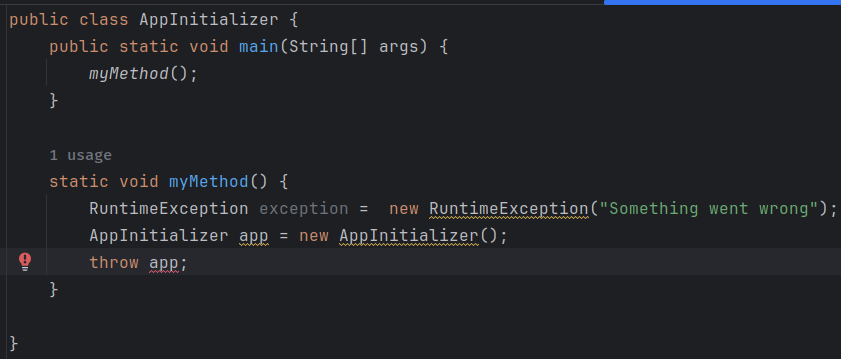 public class AppInitializer {
    public static void main(String[] args) {
        myMethod();
    }

    1 usage
    static void myMethod() {
        RuntimeException exception =  new RuntimeException("Something went wrong");
        AppInitializer app = new AppInitializer();
        throw app;
    }

}